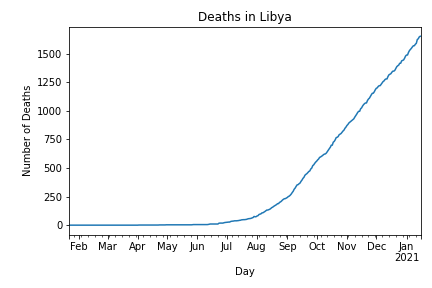 Deaths in Libya
Number of Deaths
1500
1250
1000
750
500
250
0
Feb Mar Apr May Jun Jul Aug Sep Oct Nov Dec Jan
2021
Day